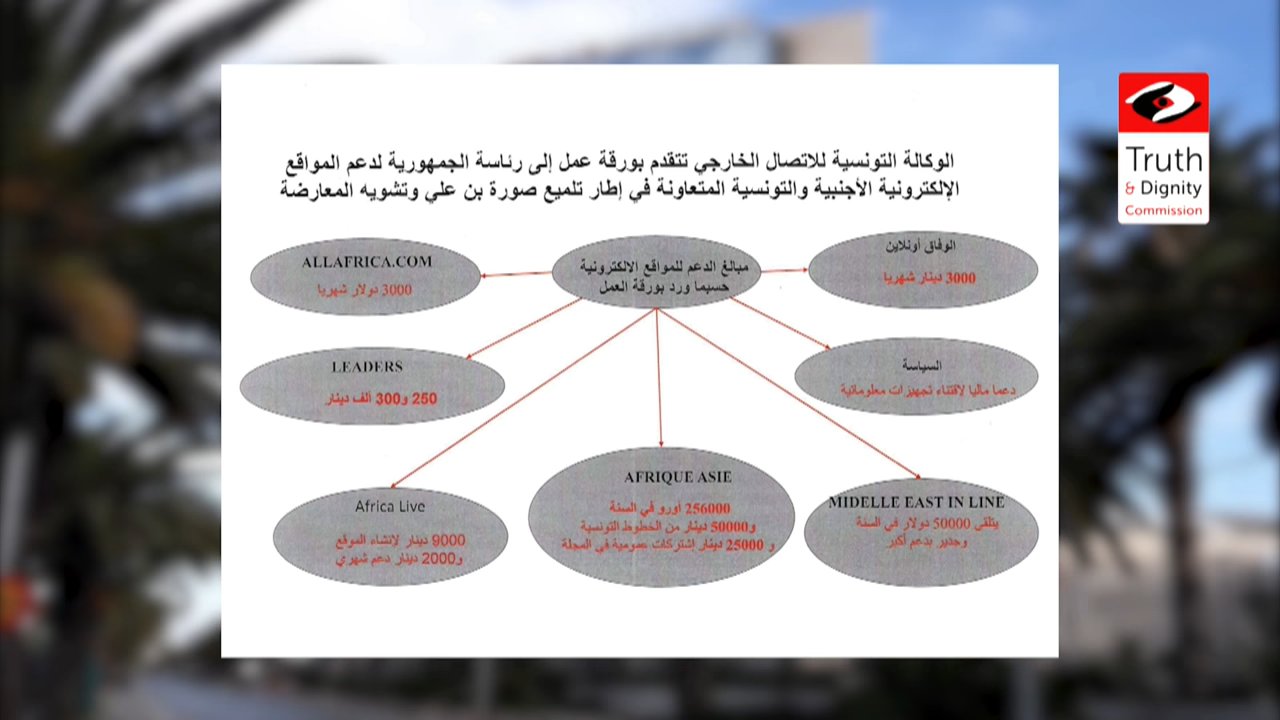 الوكالة التونسية للاتصال الخارجي تتقدم بورقة عمل إلى رئاسة الجمهورية لدعم المواقع
الإلكترونية الأجنبية والتونسية المتعاونة في إطار تلميع صورة بن علي وتشويه المعارضة
مبالغ الدعم للمواقع الالكترونية
حسبما ورد بورقة العمل
الوفاق أونلاين
3000 دينار شهريا
ALLAFRICA.COM
3000 دولار شهريا
السياسة
دعما ماليا لاقتناء تجهيزات معلوماتية
LEADERS
250 و300 ألف دينار
MIDELLE EAST IN LINE
يتلقى 50000 دولار في السنة
وجدير بدعم أكبر
AFRIQUE ASIE
256000 أورو في السنة
و50000 دينار من الخطوط التونسية
و 25000 دينار إشتركات عمومية في المجلة
Africa Live
9000 دينار لإنشاء الموقع
و2000 دينار دعم شهري
Truth
& Dignity
Commission